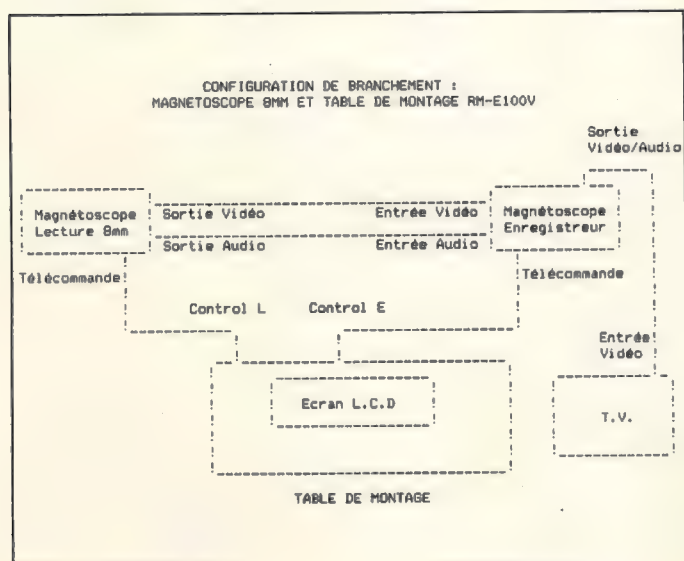 CONFIGURATION DE BRANCHEMENT :
MAGNETOSCOPE 8MM ET TABLE DE MONTAGE RM-E100V
Sortie
Vidéo/Audio
Magnétoscope
Lecture 8mm
Sortie Vidéo
Entrée Vidéo
Sortie Audio
Entrée Audio
Magnétoscope
Enregistreur
Télécommande
Télécommande
Control L
Control E
Entrée
Vidéo
Ecran L.C.D
T.V.
TABLE DE MONTAGE